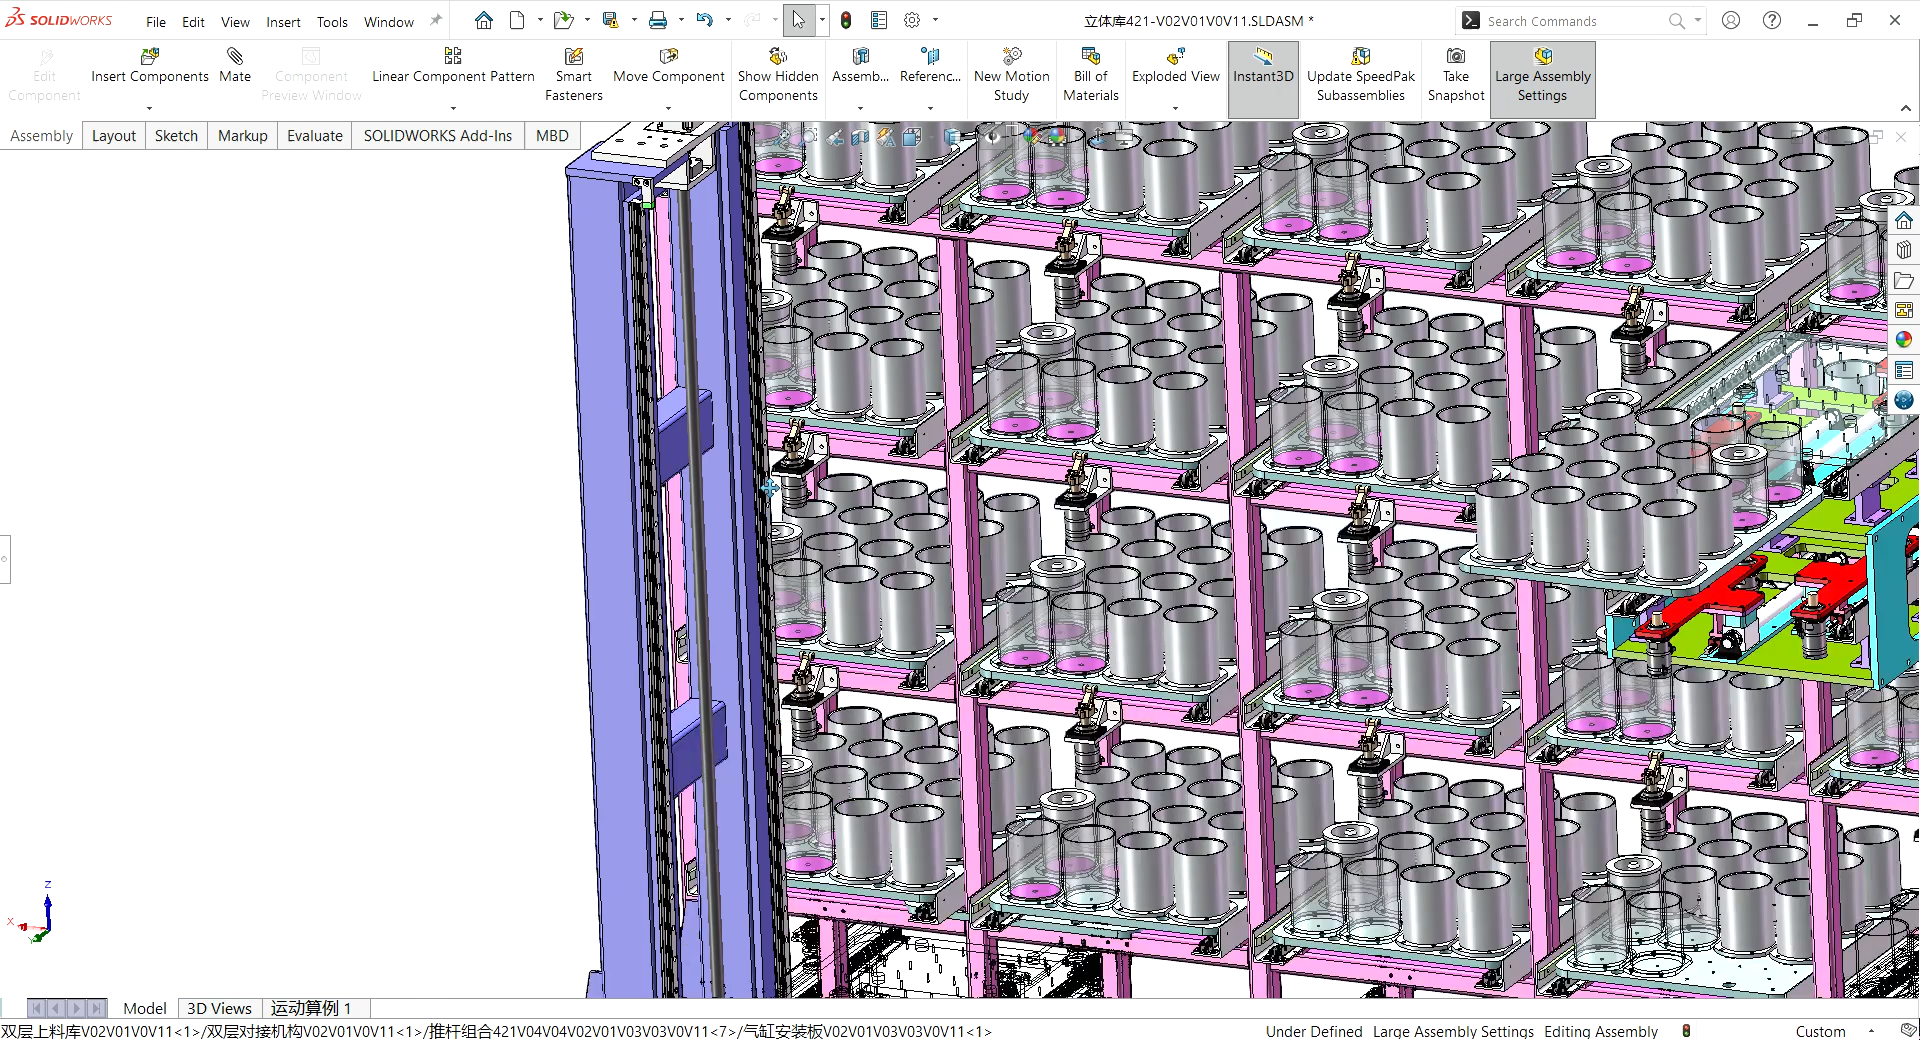 SOLIDWORKS File Edit View Insert Tools Window 立体库421-V02V01V0V11.SLDASM * Search Commands
Edit Component
Insert Components
Mate
Component Preview Window
Linear Component Pattern
Smart Fasteners
Move Component
Show Hidden Components
Assemb...
Referenc...
New Motion Study
Bill of Materials
Exploded View
Instant3D
Update SpeedPak Subassemblies
Take Snapshot
Large Assembly Settings
Assembly Layout Sketch Markup Evaluate SOLIDWORKS Add-Ins MBD
Z
X
Model 3D Views 运动算例 1
双层上料库V02V01V0V11<1>/双层对接机构V02V01V0V11<1>/推杆组合421V04V04V02V01V03V03V0V11<7>/气缸安装板V02V01V03V03V0V11<1> Under Defined Large Assembly Settings Editing Assembly Custom